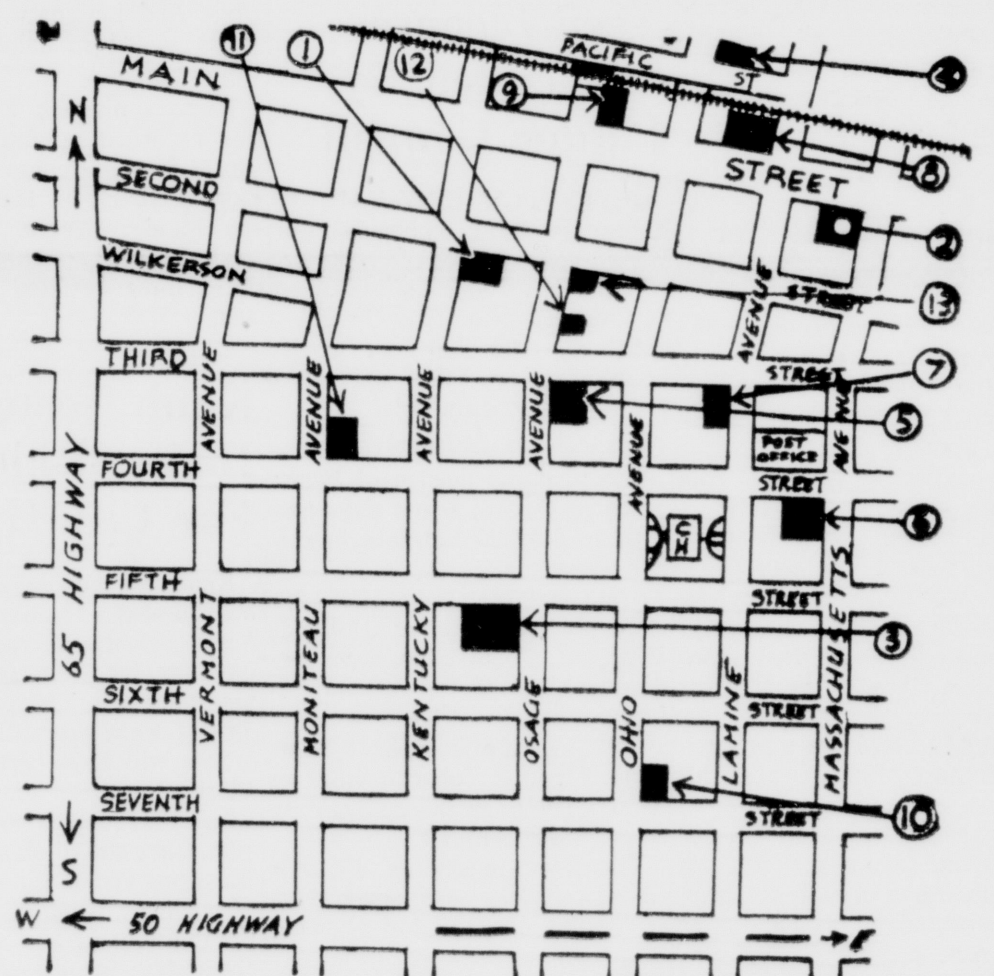 11
1
12
PACIFIC
ST
MAIN
9
N
8
STREET
SECOND
2
WILKERSON
STREET
13
AVENUE
THIRD
STREET
7
AVENUE
AVENUE
AVENUE
AVENUE
AVENUE
AVENUE
5
POST
OFFICE
FOURTH
STREET
65 HIGHWAY
C
H
6
FIFTH
STREET
3
VERMONT
MONITEAU
KENTUCKY
OSAGE
OHIO
LAMINE
MASSACHUSETTS
SIXTH
STREET
SEVENTH
STREET
10
S
W
50 HIGHWAY
E